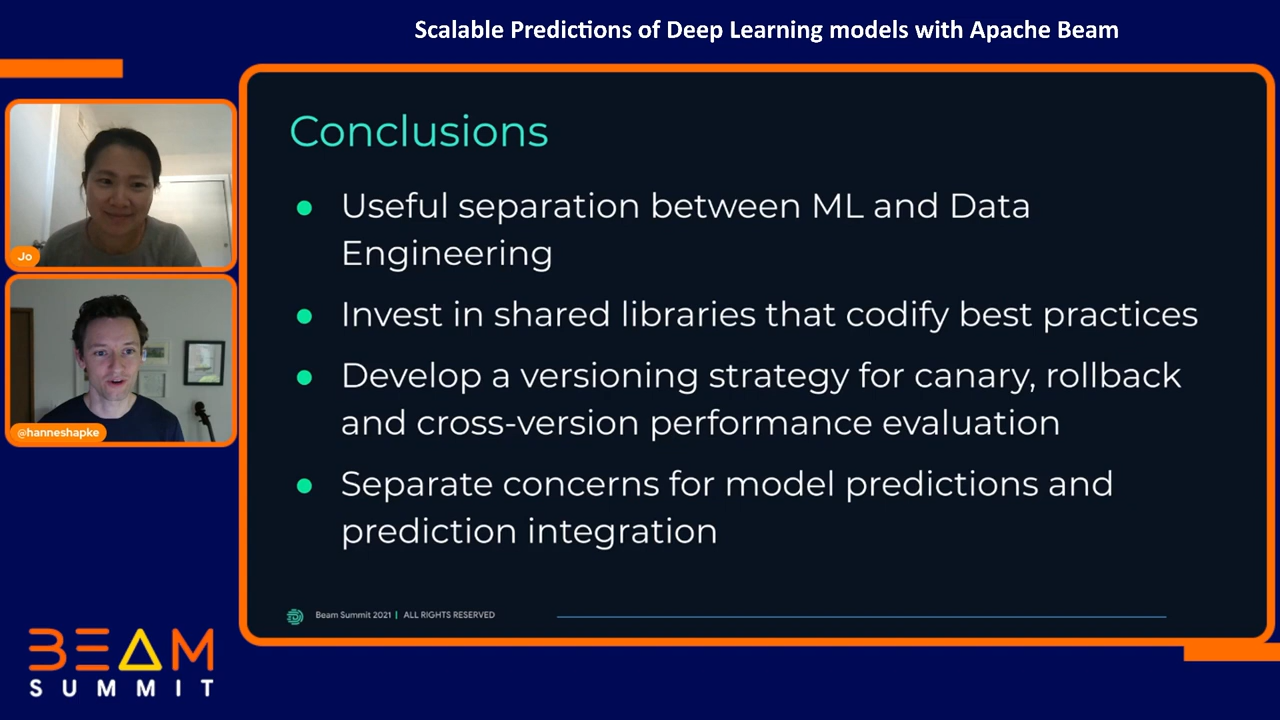 Scalable Predictions of Deep Learning models with Apache Beam
Jo
@hanneshapke
Conclusions
Useful separation between ML and Data
Engineering
Invest in shared libraries that codify best practices
Develop a versioning strategy for canary, rollback
and cross-version performance evaluation
Separate concerns for model predictions and
prediction integration
Beam Summit 2021 | ALL RIGHTS RESERVED
BEAM
SUMMIT